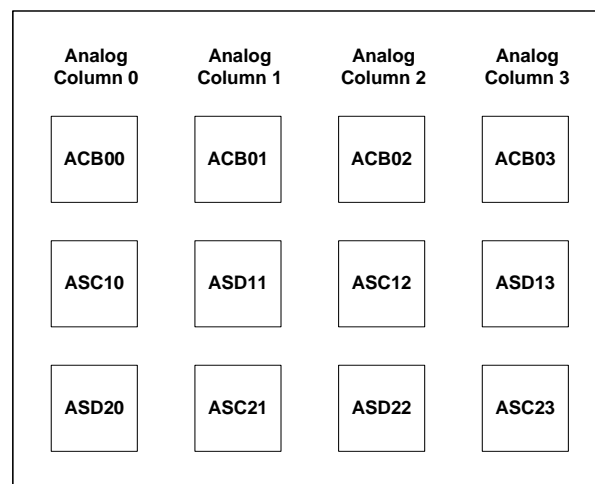 Analog Analog Analog Analog
Column 0 Column 1 Column 2 Column 3
ACB00 ACB01 ACB02 ACB03
ASC10 ASD11 ASC12 ASD13
ASD20 ASC21 ASD22 ASC23